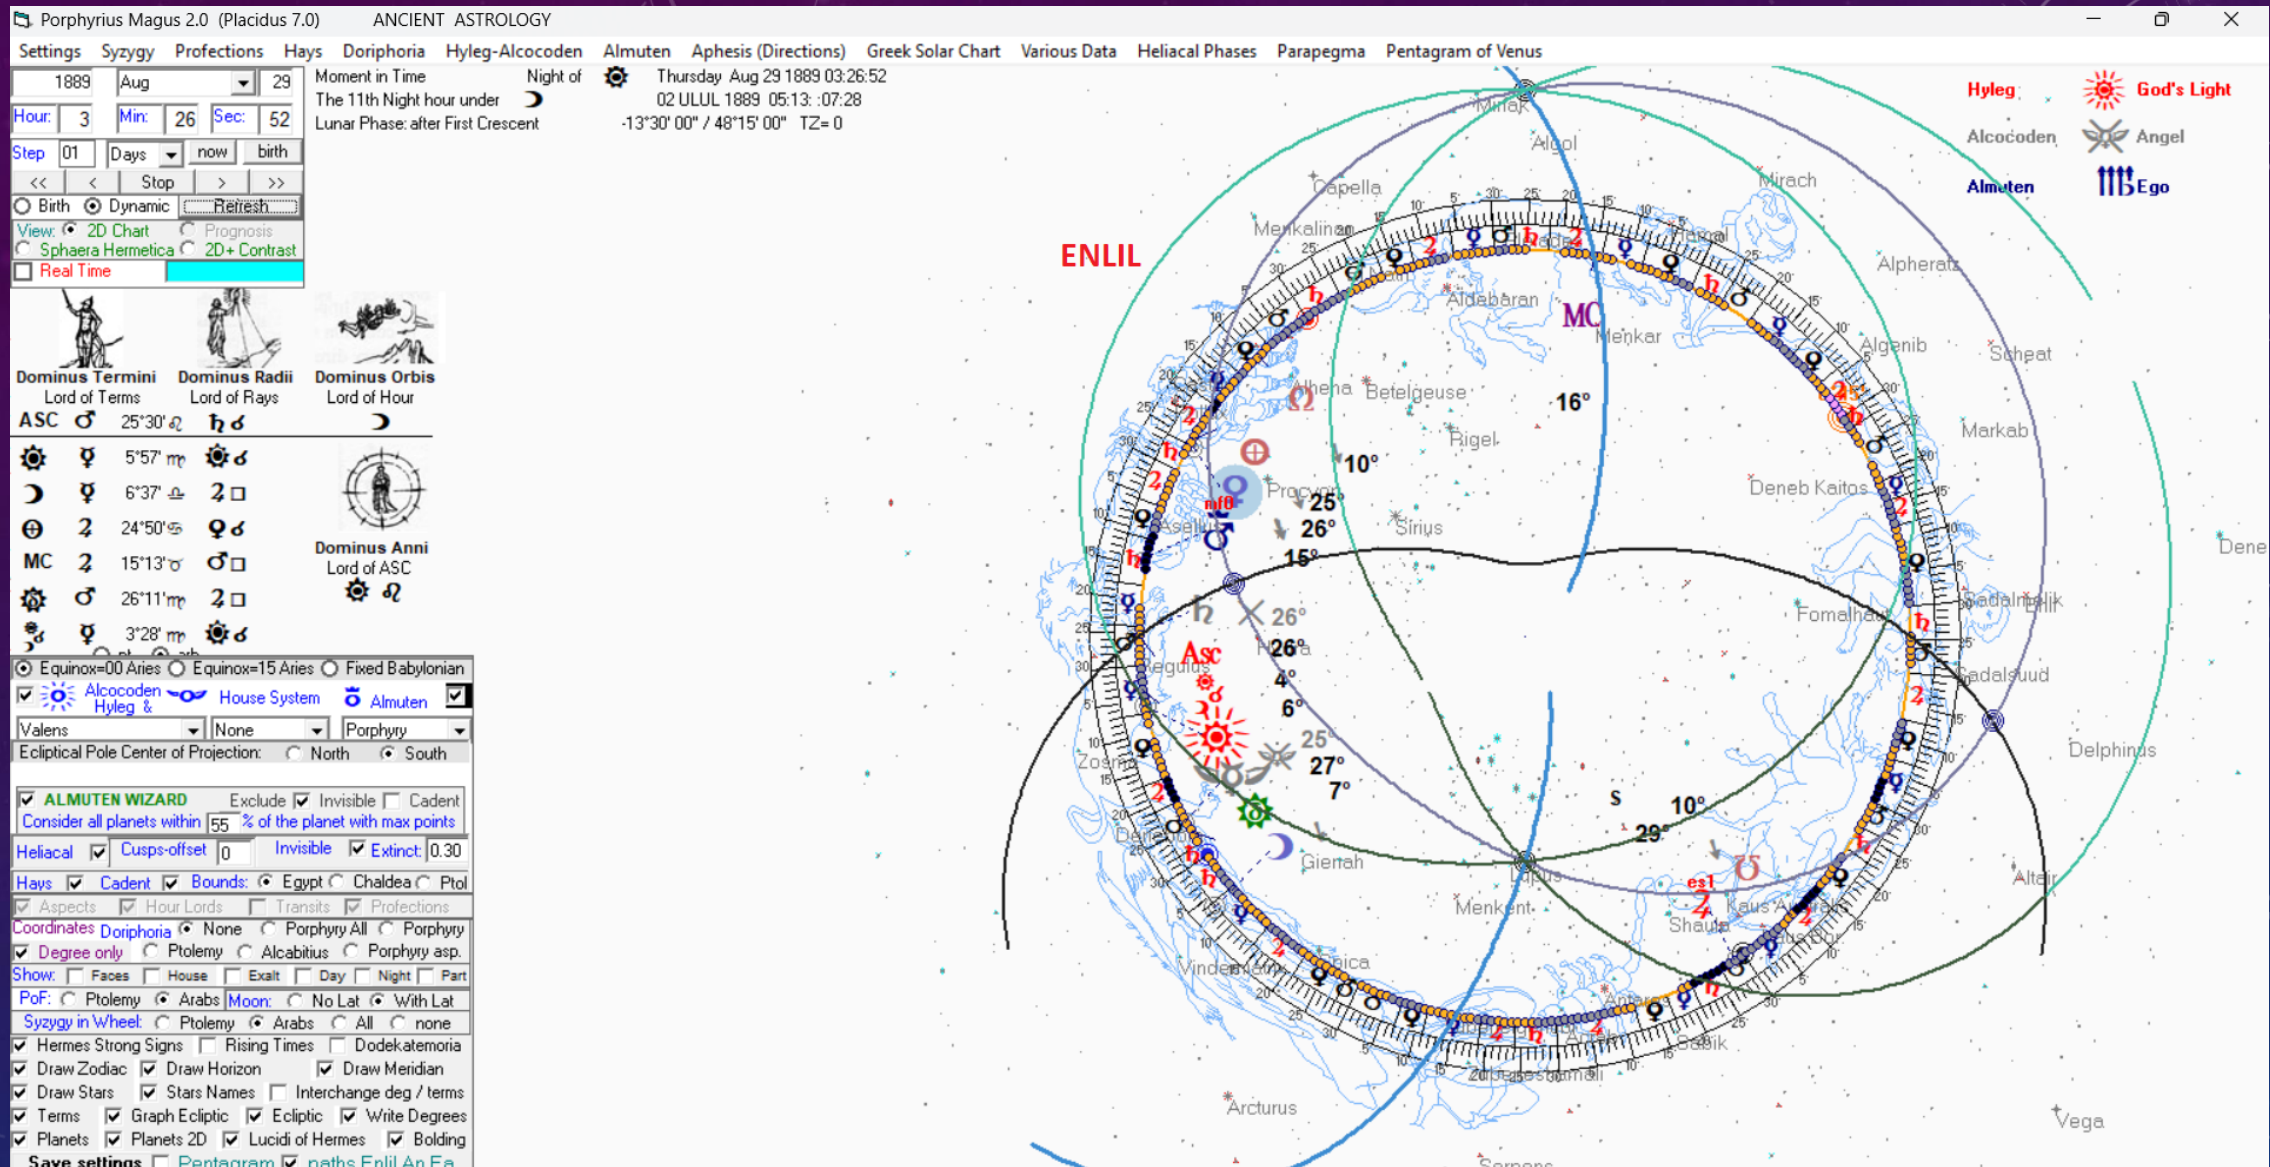 Porphyrius Magus 2.0 (Placidus 7.0) ANCIENT ASTROLOGY
Settings Syzygy Profections Hays Doriphoria Hyleg-Alcocoden Almuten Aphesis (Directions) Greek Solar Chart Various Data Heliacal Phases Parapegma Pentagram of Venus
1889 Aug 29
Hour: 3 Min: 26 Sec: 52
Step 01 Days now birth
<< < Stop > >>
Birth Dynamic Refresh
View: 2D Chart Prognosis
Sphaera Hermetica 2D+ Contrast
Real Time
Moment in Time Night of Thursday Aug 29 1889 03:26:52
The 11th Night hour under 02 ULUL 1889 05:13: :07:28
Lunar Phase: after First Crescent -13°30' 00" / 48°15' 00" TZ= 0
Hyleg God's Light
Alcocoden Angel
Almuten Ego
Dominus Termini Dominus Radii Dominus Orbis
Lord of Terms Lord of Rays Lord of Hour
ASC ♂ 25°30' ♌ ♄ ☌ ☽
☿ 5°57' ♍ ☌
☽ ☿ 6°37' ♎ ♃ □
⊕ ♃ 24°50' ♋ ♀ ☌
MC ♃ 15°13' ♉ ♂ □
♂ 26°11' ♍ ♃ □
☿ 3°28' ♍ ☌
Dominus Anni
Lord of ASC
♌
Equinox=00 Aries Equinox=15 Aries Fixed Babylonian
Alcocoden Hyleg & House System Almuten
Valens None Porphyry
Ecliptical Pole Center of Projection: North South
ALMUTEN WIZARD Exclude Invisible Cadent
Consider all planets within 55 % of the planet with max points
Heliacal Cusps-offset 0 Invisible Extinct: 0.30
Hays Cadent Bounds: Egypt Chaldea Ptol
Aspects Hour Lords Transits Profections
Coordinates Doriphoria None Porphyry All Porphyry
Degree only Ptolemy Alcabitius Porphyry asp.
Show: Faces House Exalt Day Night Part
PoF: Ptolemy Arabs Moon: No Lat With Lat
Syzygy in Wheel: Ptolemy Arabs All none
Hermes Strong Signs Rising Times Dodekatemoria
Draw Zodiac Draw Horizon Draw Meridian
Draw Stars Stars Names Interchange deg / terms
Terms Graph Ecliptic Ecliptic Write Degrees
Planets Planets 2D Lucidi of Hermes Bolding
Save settings Pentagram paths Enlil An Ea
ENLIL
Mirfak
Algol
Capella
Mirach
Menkalinan
Hamal
Alpheratz
Aldebaran
MC
Menkar
Algenib
Scheat
Alhena
Betelgeuse
16°
Rigel
Markab
10°
Procyon
25°
Deneb Kaitos
26°
Sirius
15°
Asellus
Dene
Fomalhaut
Sadalmelik
Enif
26°
Asc
26°
Regulus
4°
Sadalsuud
6°
25°
27°
7°
Zosma
Delphinus
S
10°
29°
Gienah
Lupus
Altair
es1
Menkent
Kaus Australis
Shaula
Spica
Antares
Sabik
Arcturus
Vega
Serpens